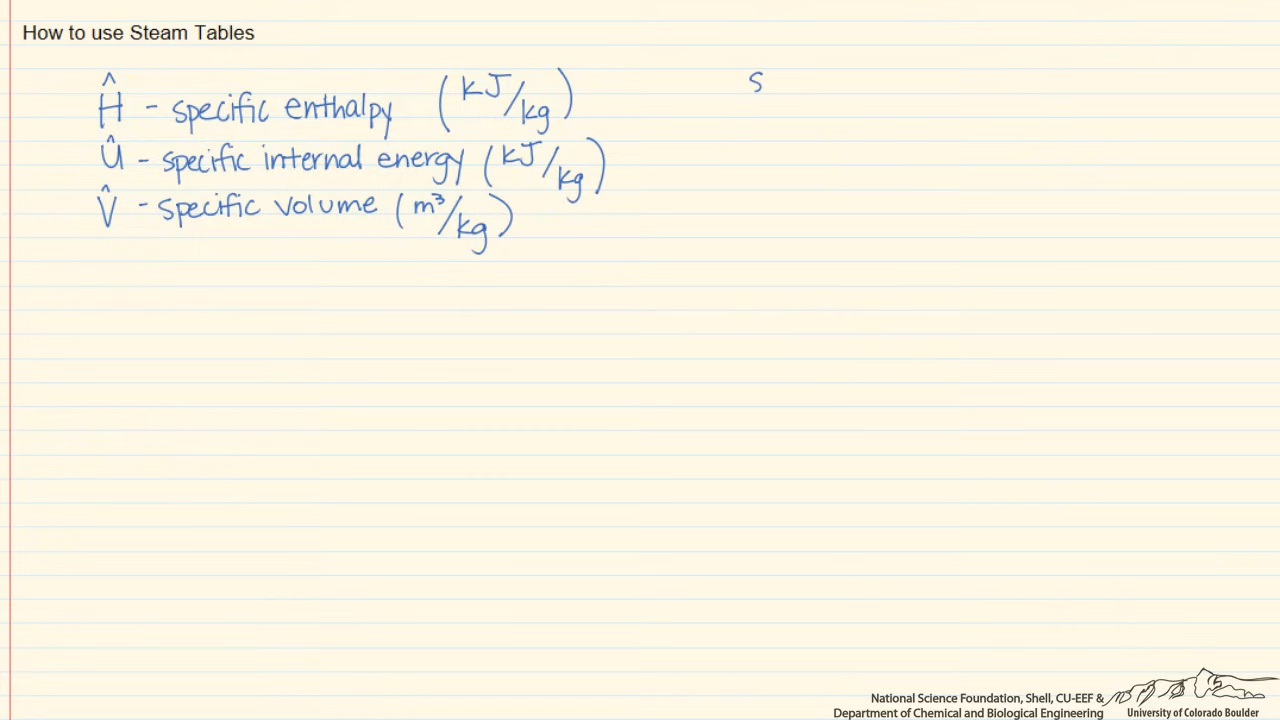 How to use Steam Tables
Ĥ - specific enthalpy (kJ/kg) S
Û - specific internal energy (kJ/kg)
V̂ - specific volume (m³/kg)
National Science Foundation, Shell, CU-EEF &
Department of Chemical and Biological Engineering
University of Colorado Boulder